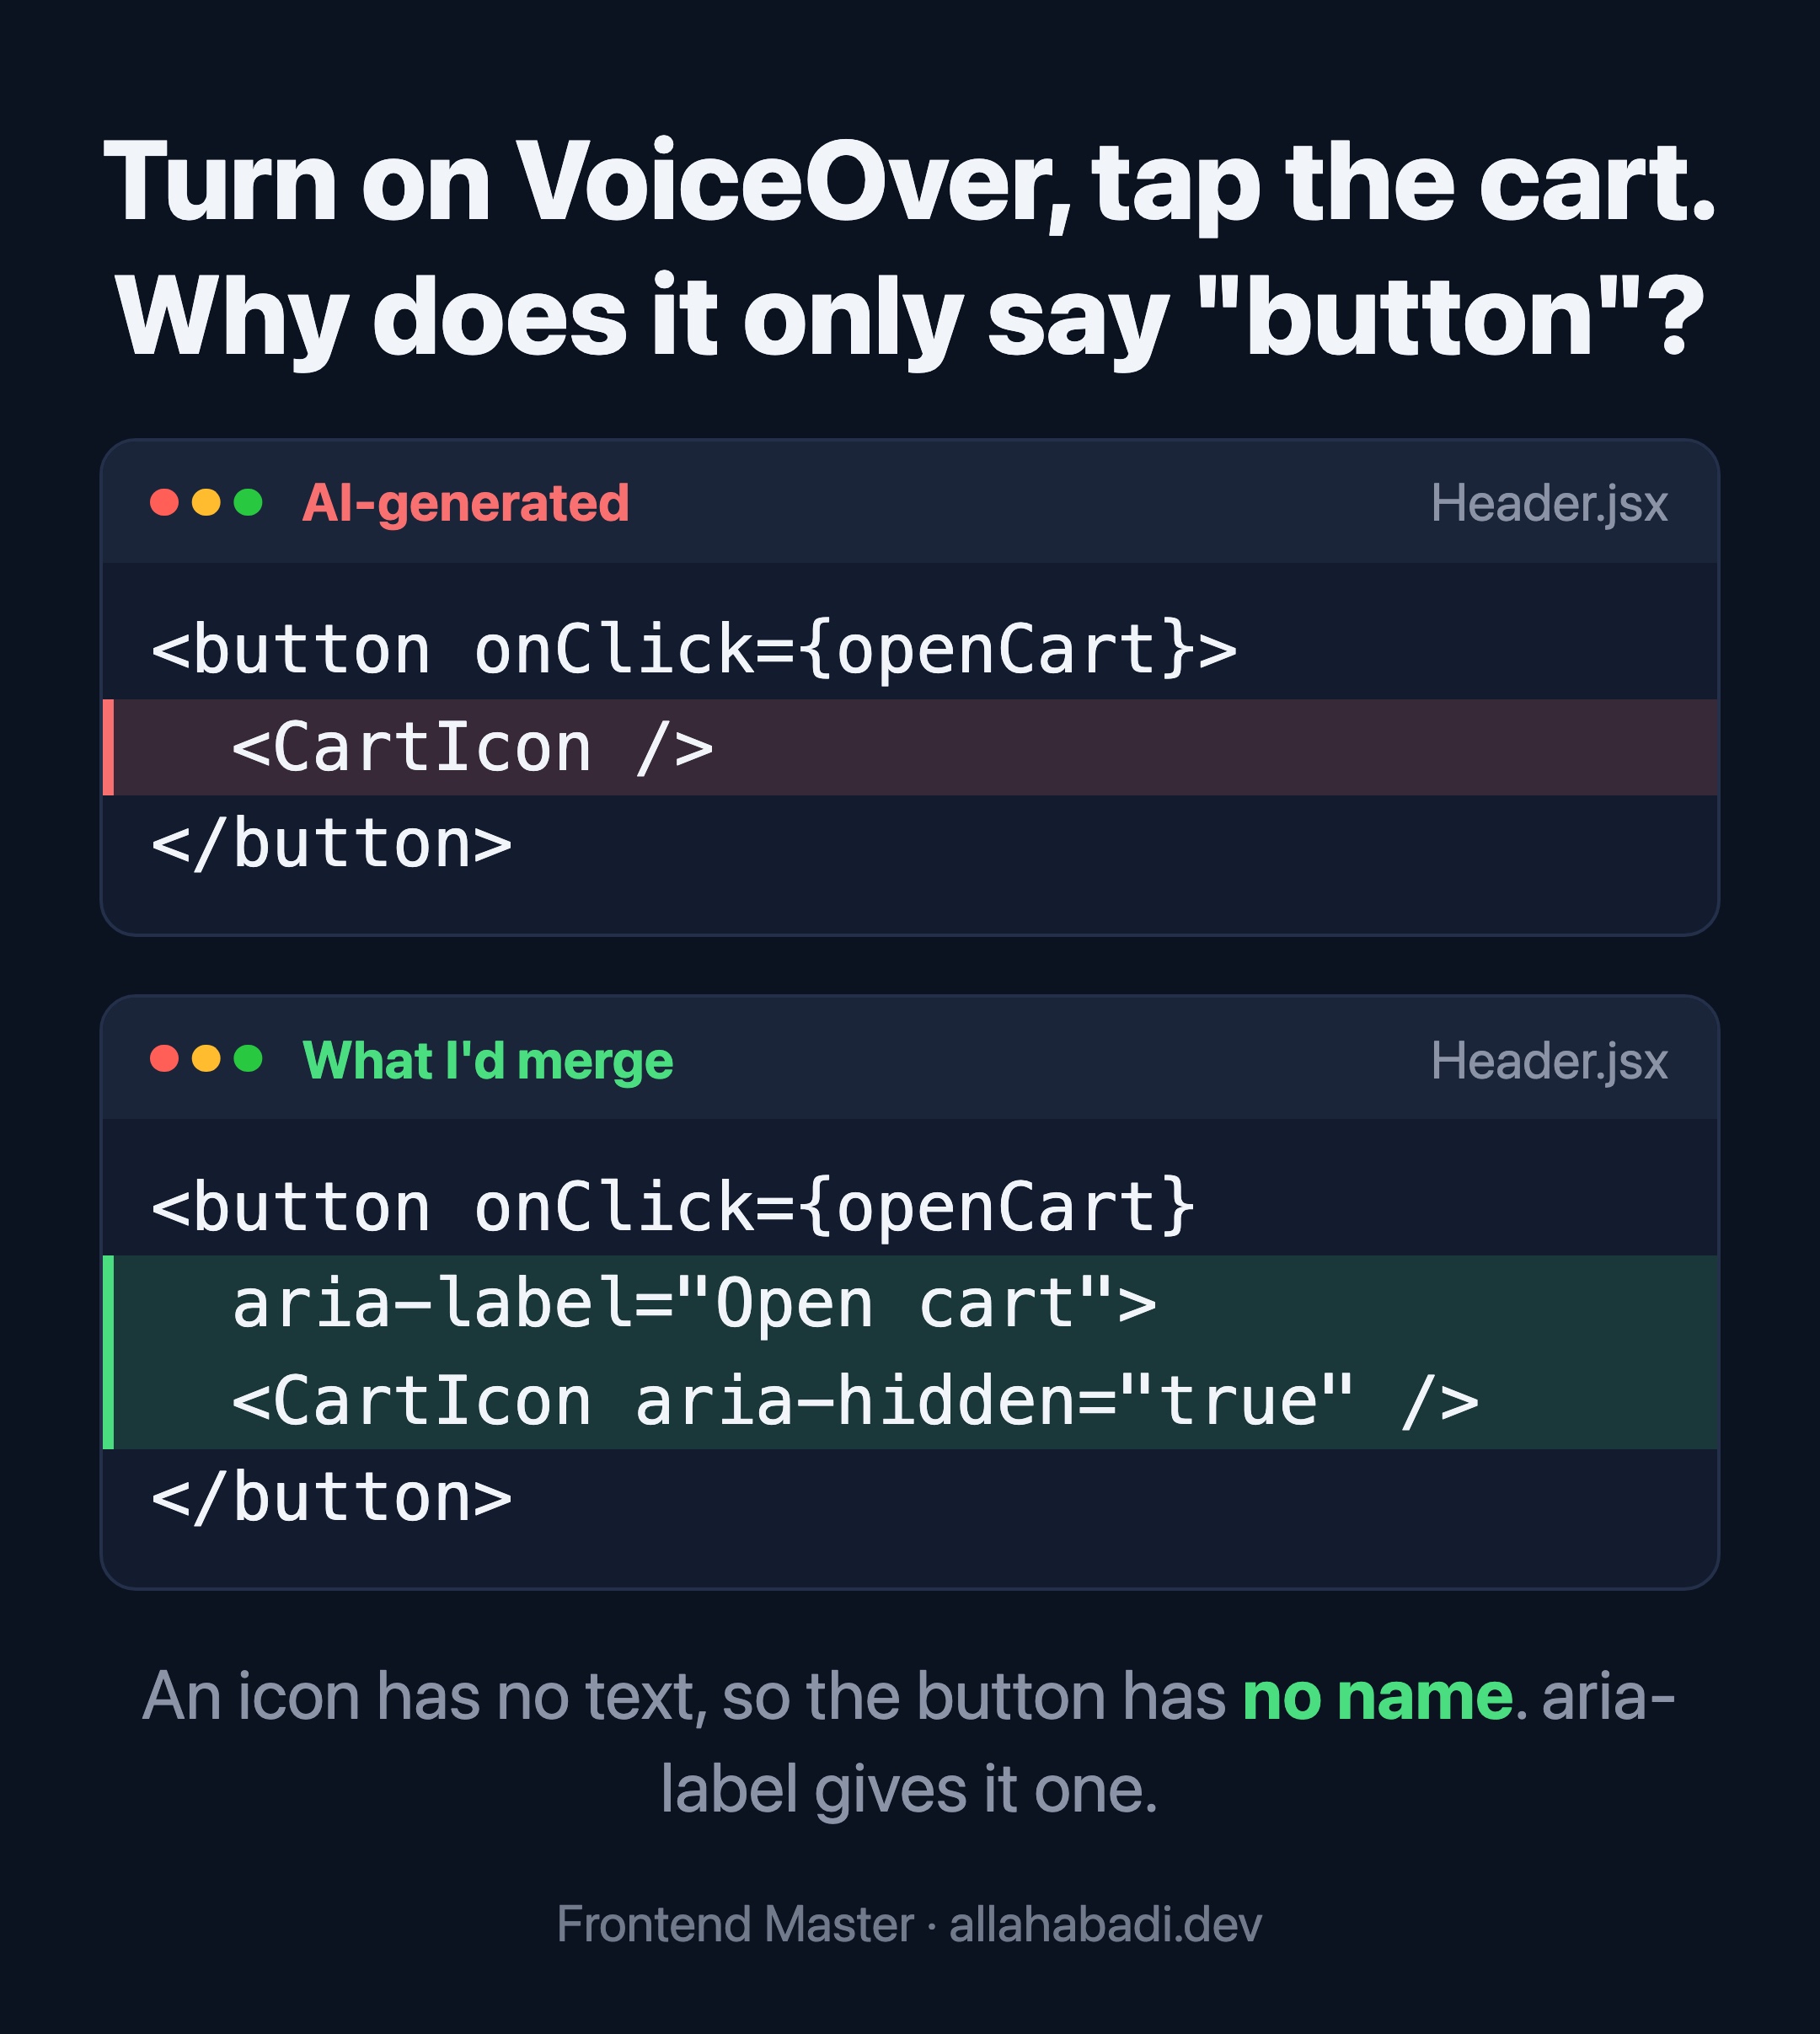 Turn on VoiceOver, tap the cart.
Why does it only say "button"?
AI-generated
Header.jsx
<button onClick={openCart}>
  <CartIcon />
</button>
What I'd merge
Header.jsx
<button onClick={openCart}
  aria-label="Open cart">
  <CartIcon aria-hidden="true" />
</button>
An icon has no text, so the button has no name. aria-
label gives it one.
Frontend Master · allahabadi.dev